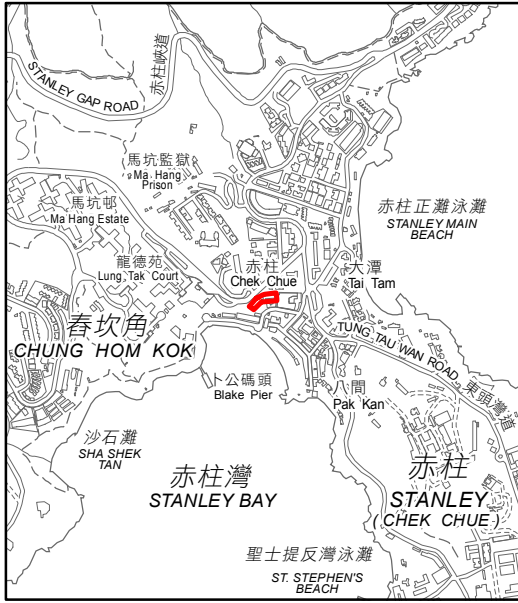 赤柱峽道
STANLEY GAP ROAD
馬坑監獄
Ma Hang
Prison
馬坑邨
Ma Hang Estate
赤柱正灘泳灘
STANLEY MAIN
BEACH
龍德苑
Lung Tak Court
赤柱
Chek Chue
大潭
Tai Tam
舂坎角
CHUNG HOM KOK
TUNG TAU WAN ROAD
東頭灣道
卜公碼頭
Blake Pier
八間
Pak Kan
沙石灘
SHA SHEK
TAN
赤柱灣
STANLEY BAY
赤柱
STANLEY
( CHEK CHUE )
聖士提反灣泳灘
ST. STEPHEN'S
BEACH